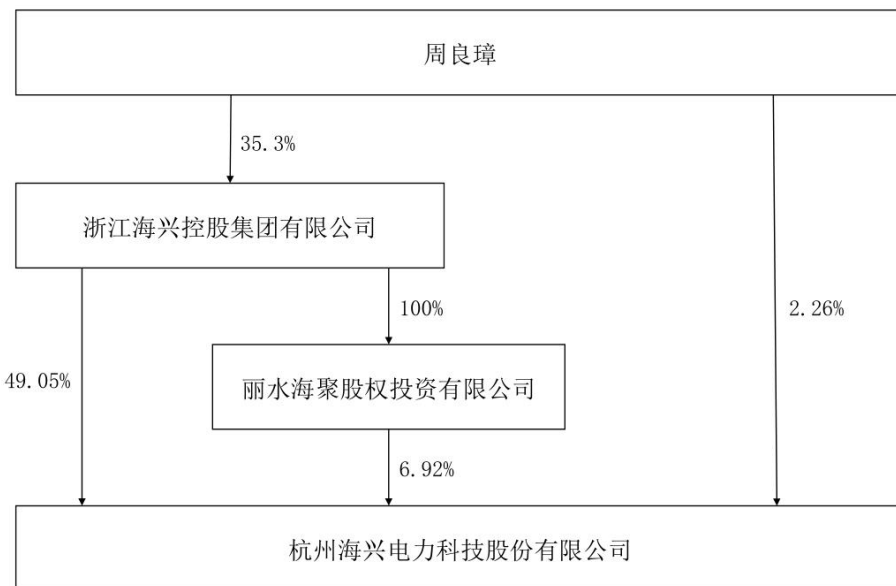 周良璋
35.3%
浙江海兴控股集团有限公司
100%
2.26%
49.05%
丽水海聚股权投资有限公司
6.92%
杭州海兴电力科技股份有限公司